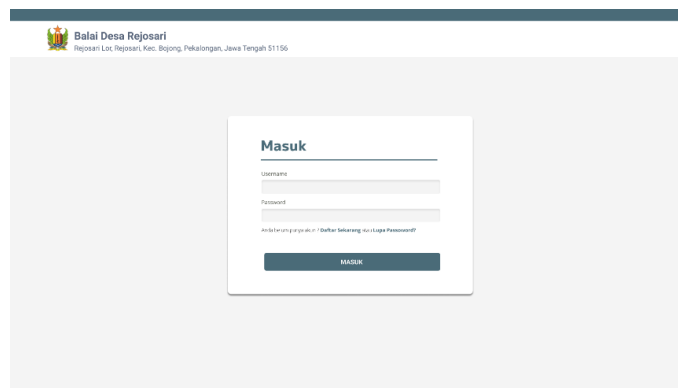 Balai Desa Rejosari
Rejosari Lor, Rejosari, Kec. Bojong, Pekalongan, Jawa Tengah 51156
Masuk
Username
Password
Daftar Sekarang atau Lupa Password?
MASUK